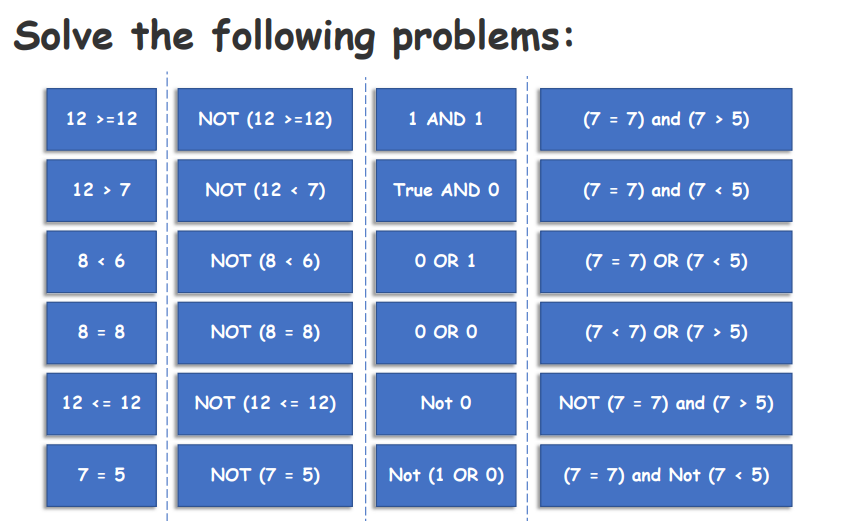 Solve the following problems:
12 >=12
12 > 7
8 < 6
8 = 8
12 <= 12
7 = 5
NOT (12 >=12)
NOT (12 < 7)
NOT (8 < 6)
NOT (8 = 8)
NOT (12 <= 12)
NOT (7 = 5)
1 AND 1
True AND 0
0 OR 1
0 OR 0
Not 0
Not (1 OR 0)
(7 = 7) and (7 > 5)
(7 = 7) and (7 < 5)
(7 = 7) OR (7 < 5)
(7 < 7) OR (7 > 5)
NOT (7 = 7) and (7 > 5)
(7 = 7) and Not (7 < 5)